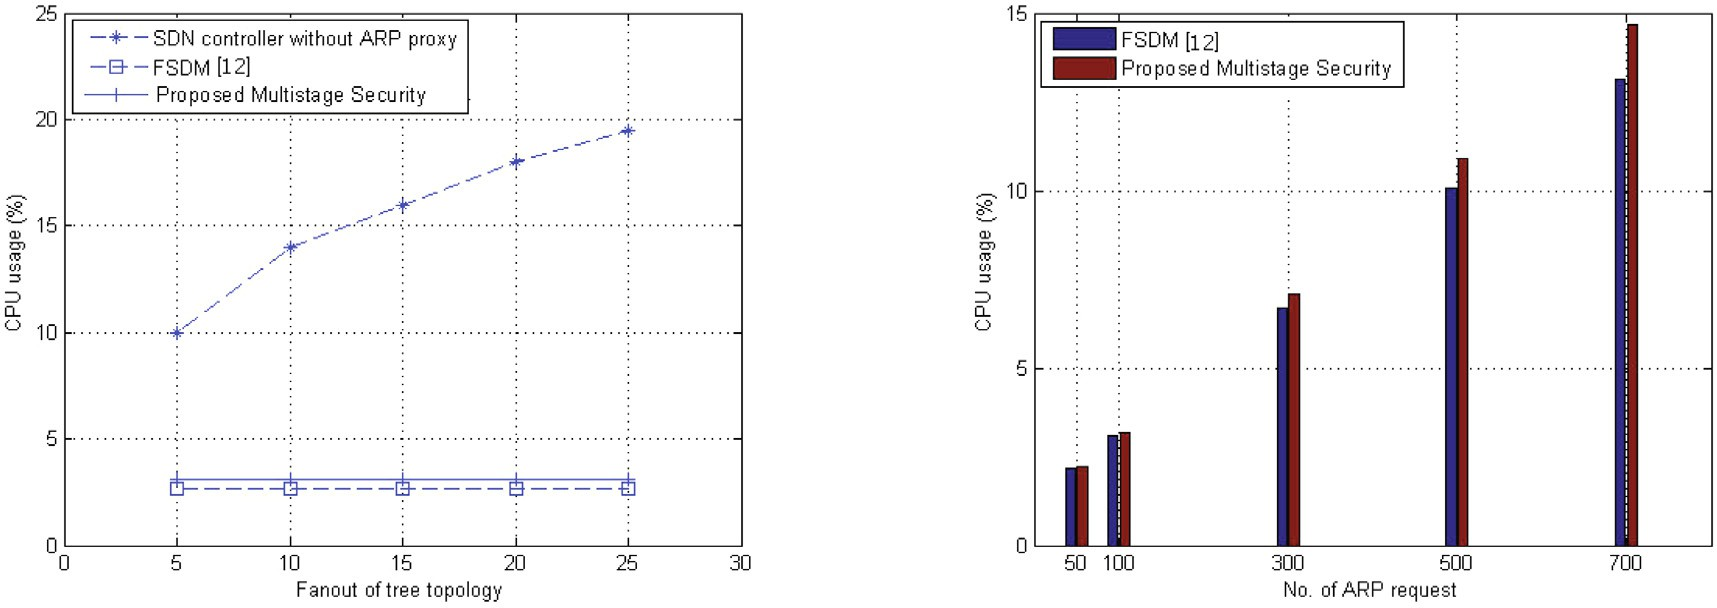 25
20
15
10
5
0
CPU usage (%)
SDN controller without ARP proxy
FSDM [12]
Proposed Multistage Security
0 5 10 15 20 25 30
Fanout of tree topology
15
10
5
0
CPU usage (%)
FSDM [12]
Proposed Multistage Security
50 100 300 500 700
No. of ARP request